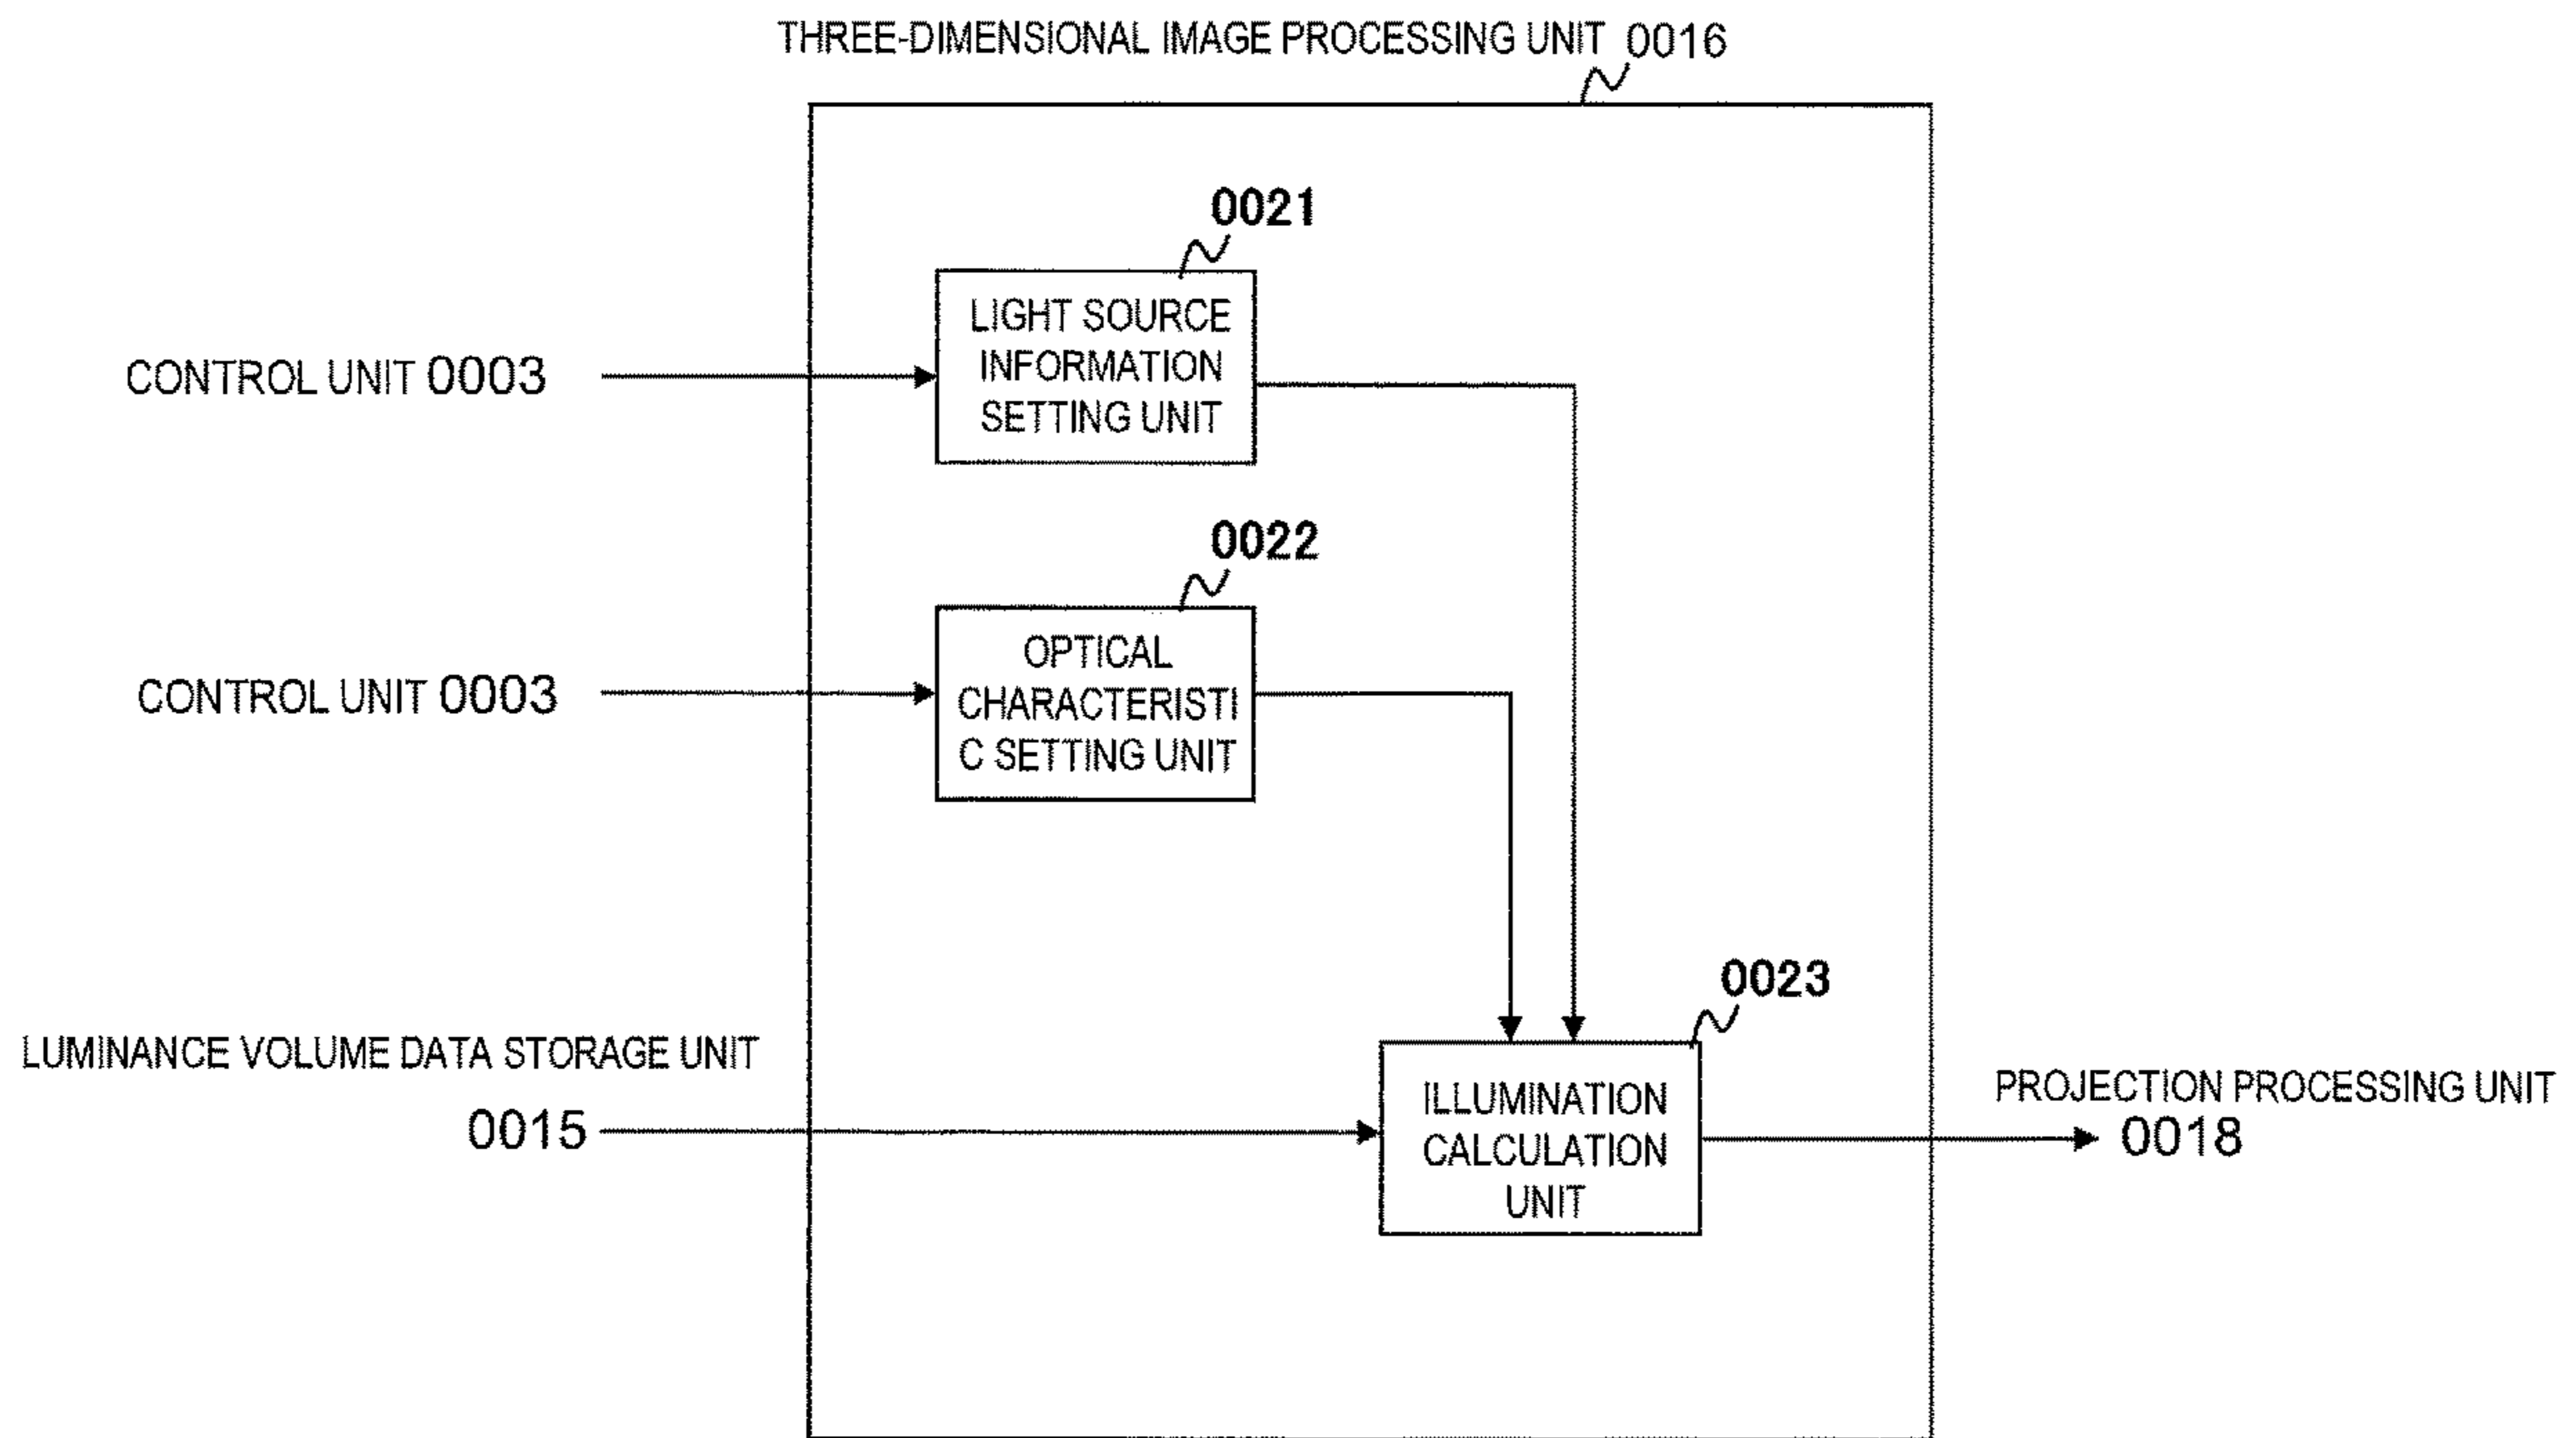 THREE-DIMENSIONAL IMAGE PROCESSING UNIT 0016
0021
LIGHT SOURCE
INFORMATION
SETTING UNIT
CONTROL UNIT 0003
0022
OPTICAL
CHARACTERISTI
C SETTING UNIT
CONTROL UNIT 0003
0023
LUMINANCE VOLUME DATA STORAGE UNIT
0015
ILLUMINATION
CALCULATION
UNIT
PROJECTION PROCESSING UNIT
0018